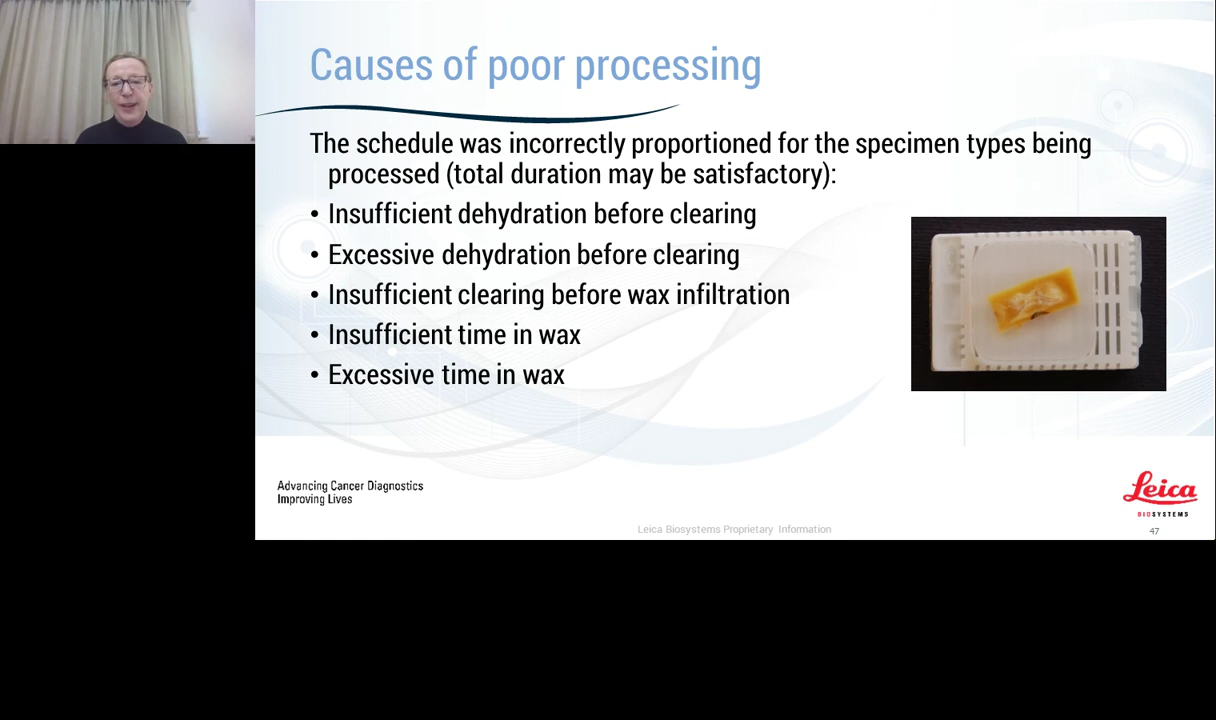 Causes of poor processing
The schedule was incorrectly proportioned for the specimen types being
processed (total duration may be satisfactory):
• Insufficient dehydration before clearing
• Excessive dehydration before clearing
• Insufficient clearing before wax infiltration
• Insufficient time in wax
• Excessive time in wax
Advancing Cancer Diagnostics
Improving Lives
Leica
BIOSYSTEMS
Leica Biosystems Proprietary Information
47